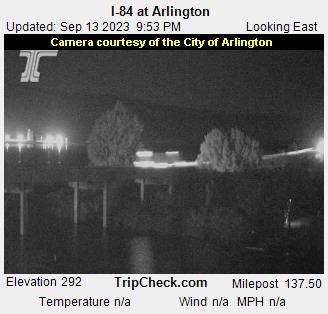 I-84 at Arlington
Updated: Sep 13 2023 9:53 PM Looking East
Camera courtesy of the City of Arlington
Elevation 292 TripCheck.com Milepost 137.50
Temperature n/a Wind n/a MPH n/a